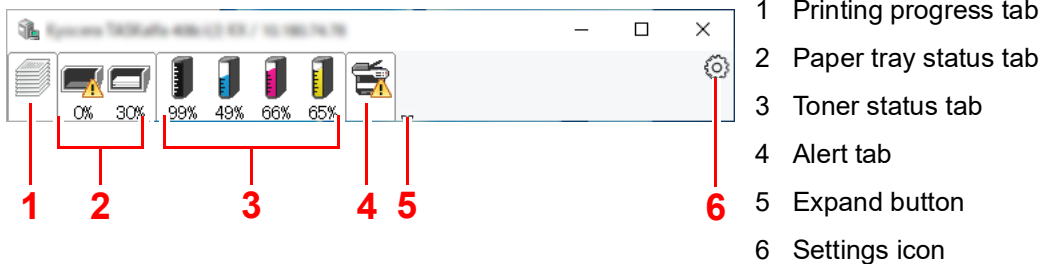 0% 30% 99% 49% 66% 65%
1 2 3 4 5 6
1 Printing progress tab
2 Paper tray status tab
3 Toner status tab
4 Alert tab
5 Expand button
6 Settings icon